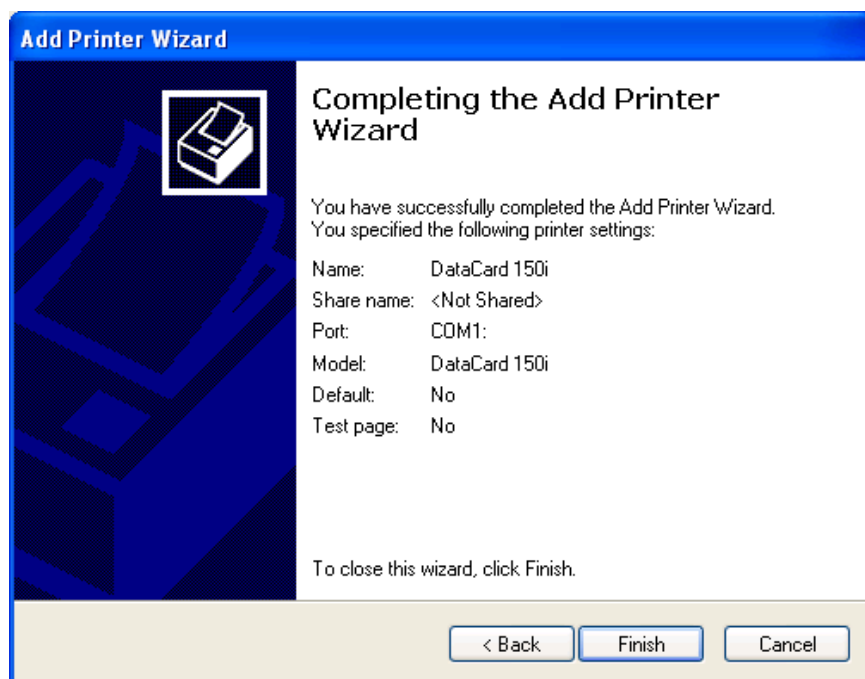 Add Printer Wizard
Completing the Add Printer
Wizard
You have successfully completed the Add Printer Wizard.
You specified the following printer settings:
Name: DataCard 150i
Share name: <Not Shared>
Port: COM1:
Model: DataCard 150i
Default: No
Test page: No
To close this wizard, click Finish.
< Back Finish Cancel